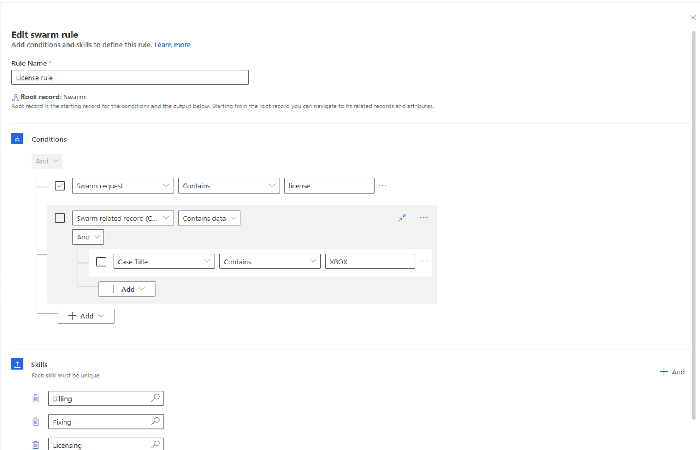 Edit swarm rule
Add conditions and skills to define this rule. Learn more
Rule Name *
License rule
Root record: Swarm
Root record is the starting record for the conditions and the output below. Starting from the root record you can navigate to its related records and attributes.
Conditions
And
Swarm request Contains license
Swarm related record (C... Contains data
And
Case Title Contains XBOX
Add
Add
Skills
Each skill must be unique.
Add
Billing
Fixing
Licensing